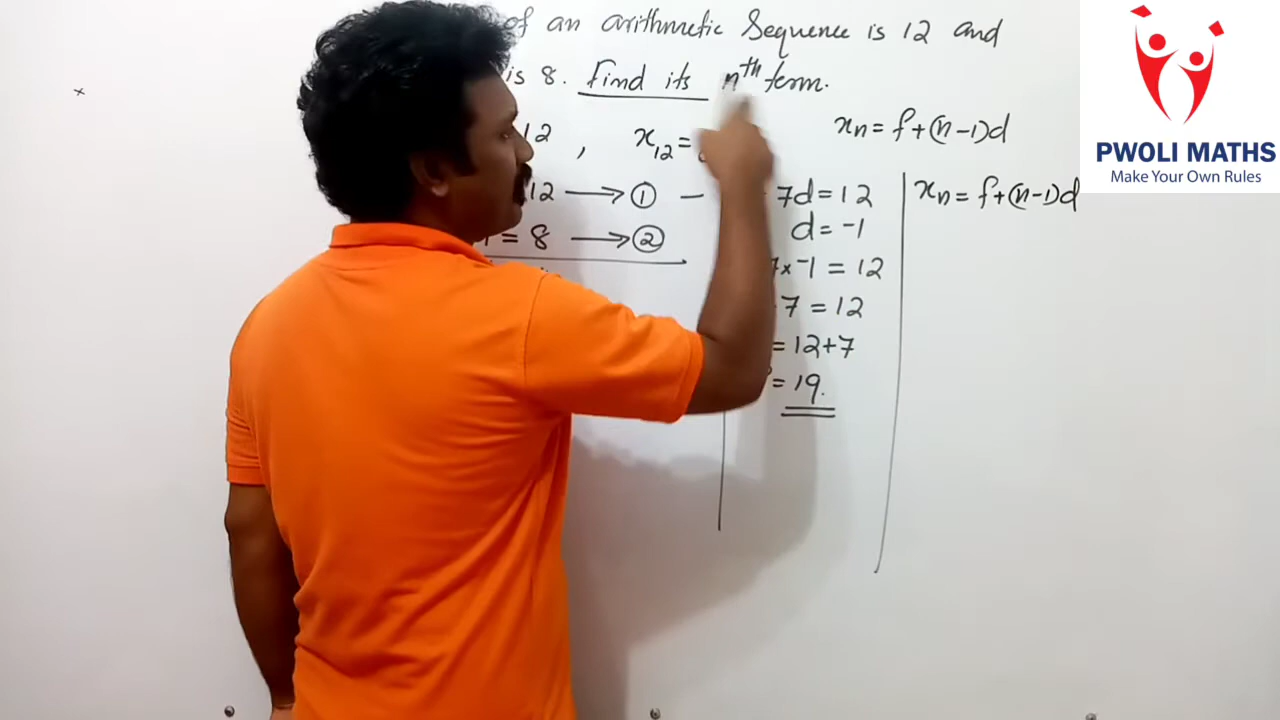 of an arithmetic Sequence is 12 and
is 8. Find its nth term.
12 , x12 =
xn = f+(n-1)d
12 → ① -
= 8 → ②
7d = 12
d = -1
7 × -1 = 12
7 = 12
= 12+7
= 19.
xn = f+(n-1)d
PWOLI MATHS
Make Your Own Rules